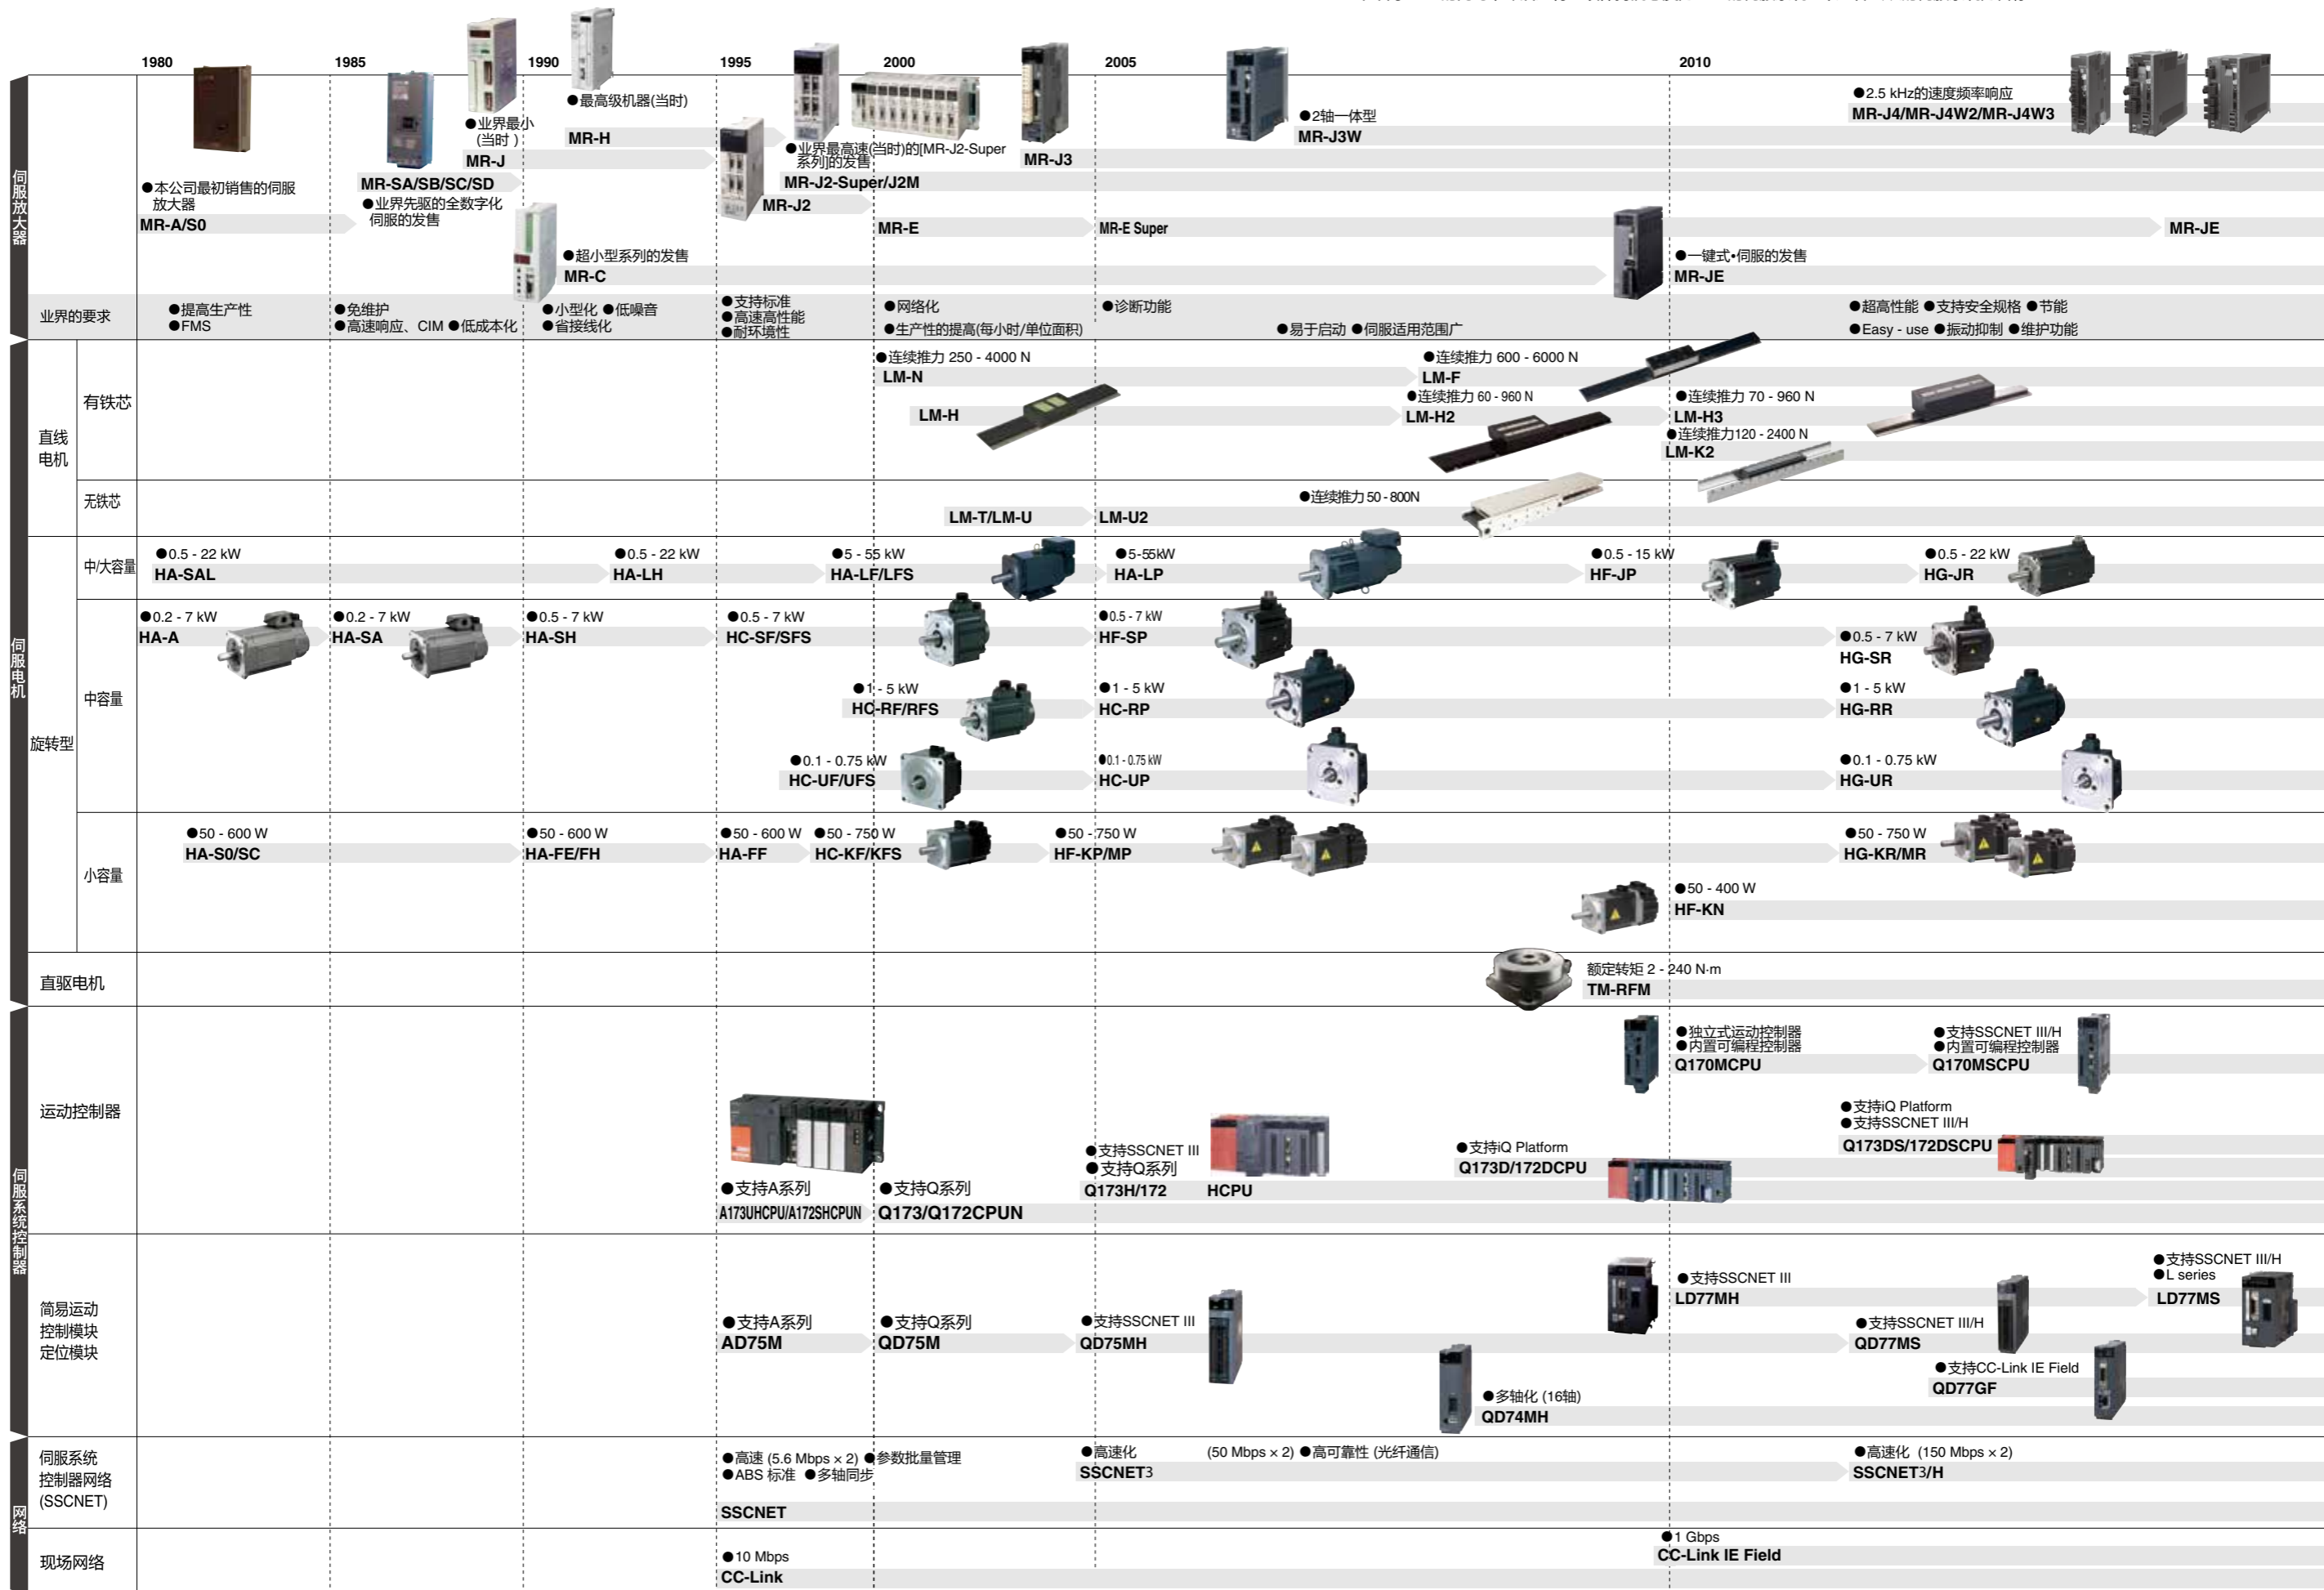 1980
1985
1990
1995
2000
2005
2010
伺服放大器
●最高级机器(当时)
MR-H
●业界最小
(当时 )
MR-J
MR-SA/SB/SC/SD
●业界先驱的全数字化
伺服的发售
●本公司最初销售的伺服
放大器
MR-A/S0
●业界最高速(当时)的[MR-J2-Super
系列]的发售
MR-J2-Super/J2M
MR-J2
MR-J3
●2轴一体型
MR-J3W
●2.5 kHz的速度频率响应
MR-J4/MR-J4W2/MR-J4W3
MR-E
MR-E Super
MR-JE
●超小型系列的发售
MR-C
●一键式•伺服的发售
MR-JE
业界的要求
●提高生产性
●FMS
●免维护
●高速响应、CIM ●低成本化
●小型化 ●低噪音
●省接线化
●支持标准
●高速高性能
●耐环境性
●网络化
●生产性的提高(每小时/单位面积)
●诊断功能
●易于启动 ●伺服适用范围广
●超高性能 ●支持安全规格 ●节能
●Easy - use ●振动抑制 ●维护功能
伺服电机
直线
电机
有铁芯
●连续推力 250 - 4000 N
LM-N
●连续推力 600 - 6000 N
LM-F
LM-H
●连续推力 60 - 960 N
LM-H2
●连续推力 70 - 960 N
LM-H3
●连续推力120 - 2400 N
LM-K2
无铁芯
LM-T/LM-U
LM-U2
●连续推力 50 - 800N
旋转型
中/大容量
●0.5 - 22 kW
HA-SAL
●0.5 - 22 kW
HA-LH
●5 - 55 kW
HA-LF/LFS
●5-55kW
HA-LP
●0.5 - 15 kW
HF-JP
●0.5 - 22 kW
HG-JR
中容量
●0.2 - 7 kW
HA-A
●0.2 - 7 kW
HA-SA
●0.5 - 7 kW
HA-SH
●0.5 - 7 kW
HC-SF/SFS
●0.5 - 7 kW
HF-SP
●0.5 - 7 kW
HG-SR
●1 - 5 kW
HC-RF/RFS
●1 - 5 kW
HC-RP
●1 - 5 kW
HG-RR
●0.1 - 0.75 kW
HC-UF/UFS
●0.1 - 0.75 kW
HC-UP
●0.1 - 0.75 kW
HG-UR
小容量
●50 - 600 W
HA-S0/SC
●50 - 600 W
HA-FE/FH
●50 - 600 W
HA-FF
●50 - 750 W
HC-KF/KFS
●50 - 750 W
HF-KP/MP
●50 - 750 W
HG-KR/MR
●50 - 400 W
HF-KN
直驱电机
额定转矩 2 - 240 N·m
TM-RFM
伺服系统控制器
运动控制器
●独立式运动控制器
●内置可编程控制器
Q170MCPU
●支持SSCNET III/H
●内置可编程控制器
Q170MSCPU
●支持iQ Platform
●支持SSCNET III/H
Q173DS/172DSCPU
●支持iQ Platform
Q173D/172DCPU
●支持SSCNET III
●支持Q系列
Q173H/172 HCPU
●支持A系列
A173UHCPU/A172SHCPUN
●支持Q系列
Q173/Q172CPUN
简易运动
控制模块
定位模块
●支持A系列
AD75M
●支持Q系列
QD75M
●支持SSCNET III
QD75MH
●支持SSCNET III
LD77MH
●支持SSCNET III/H
●L series
LD77MS
●支持SSCNET III/H
QD77MS
●支持CC-Link IE Field
QD77GF
●多轴化 (16轴)
QD74MH
网络
伺服系统
控制器网络
(SSCNET)
●高速 (5.6 Mbps × 2) ●参数批量管理
●ABS 标准 ●多轴同步
SSCNET
●高速化 (50 Mbps × 2) ●高可靠性 (光纤通信)
SSCNET3
●高速化 (150 Mbps × 2)
SSCNET3/H
现场网络
●10 Mbps
CC-Link
●1 Gbps
CC-Link IE Field